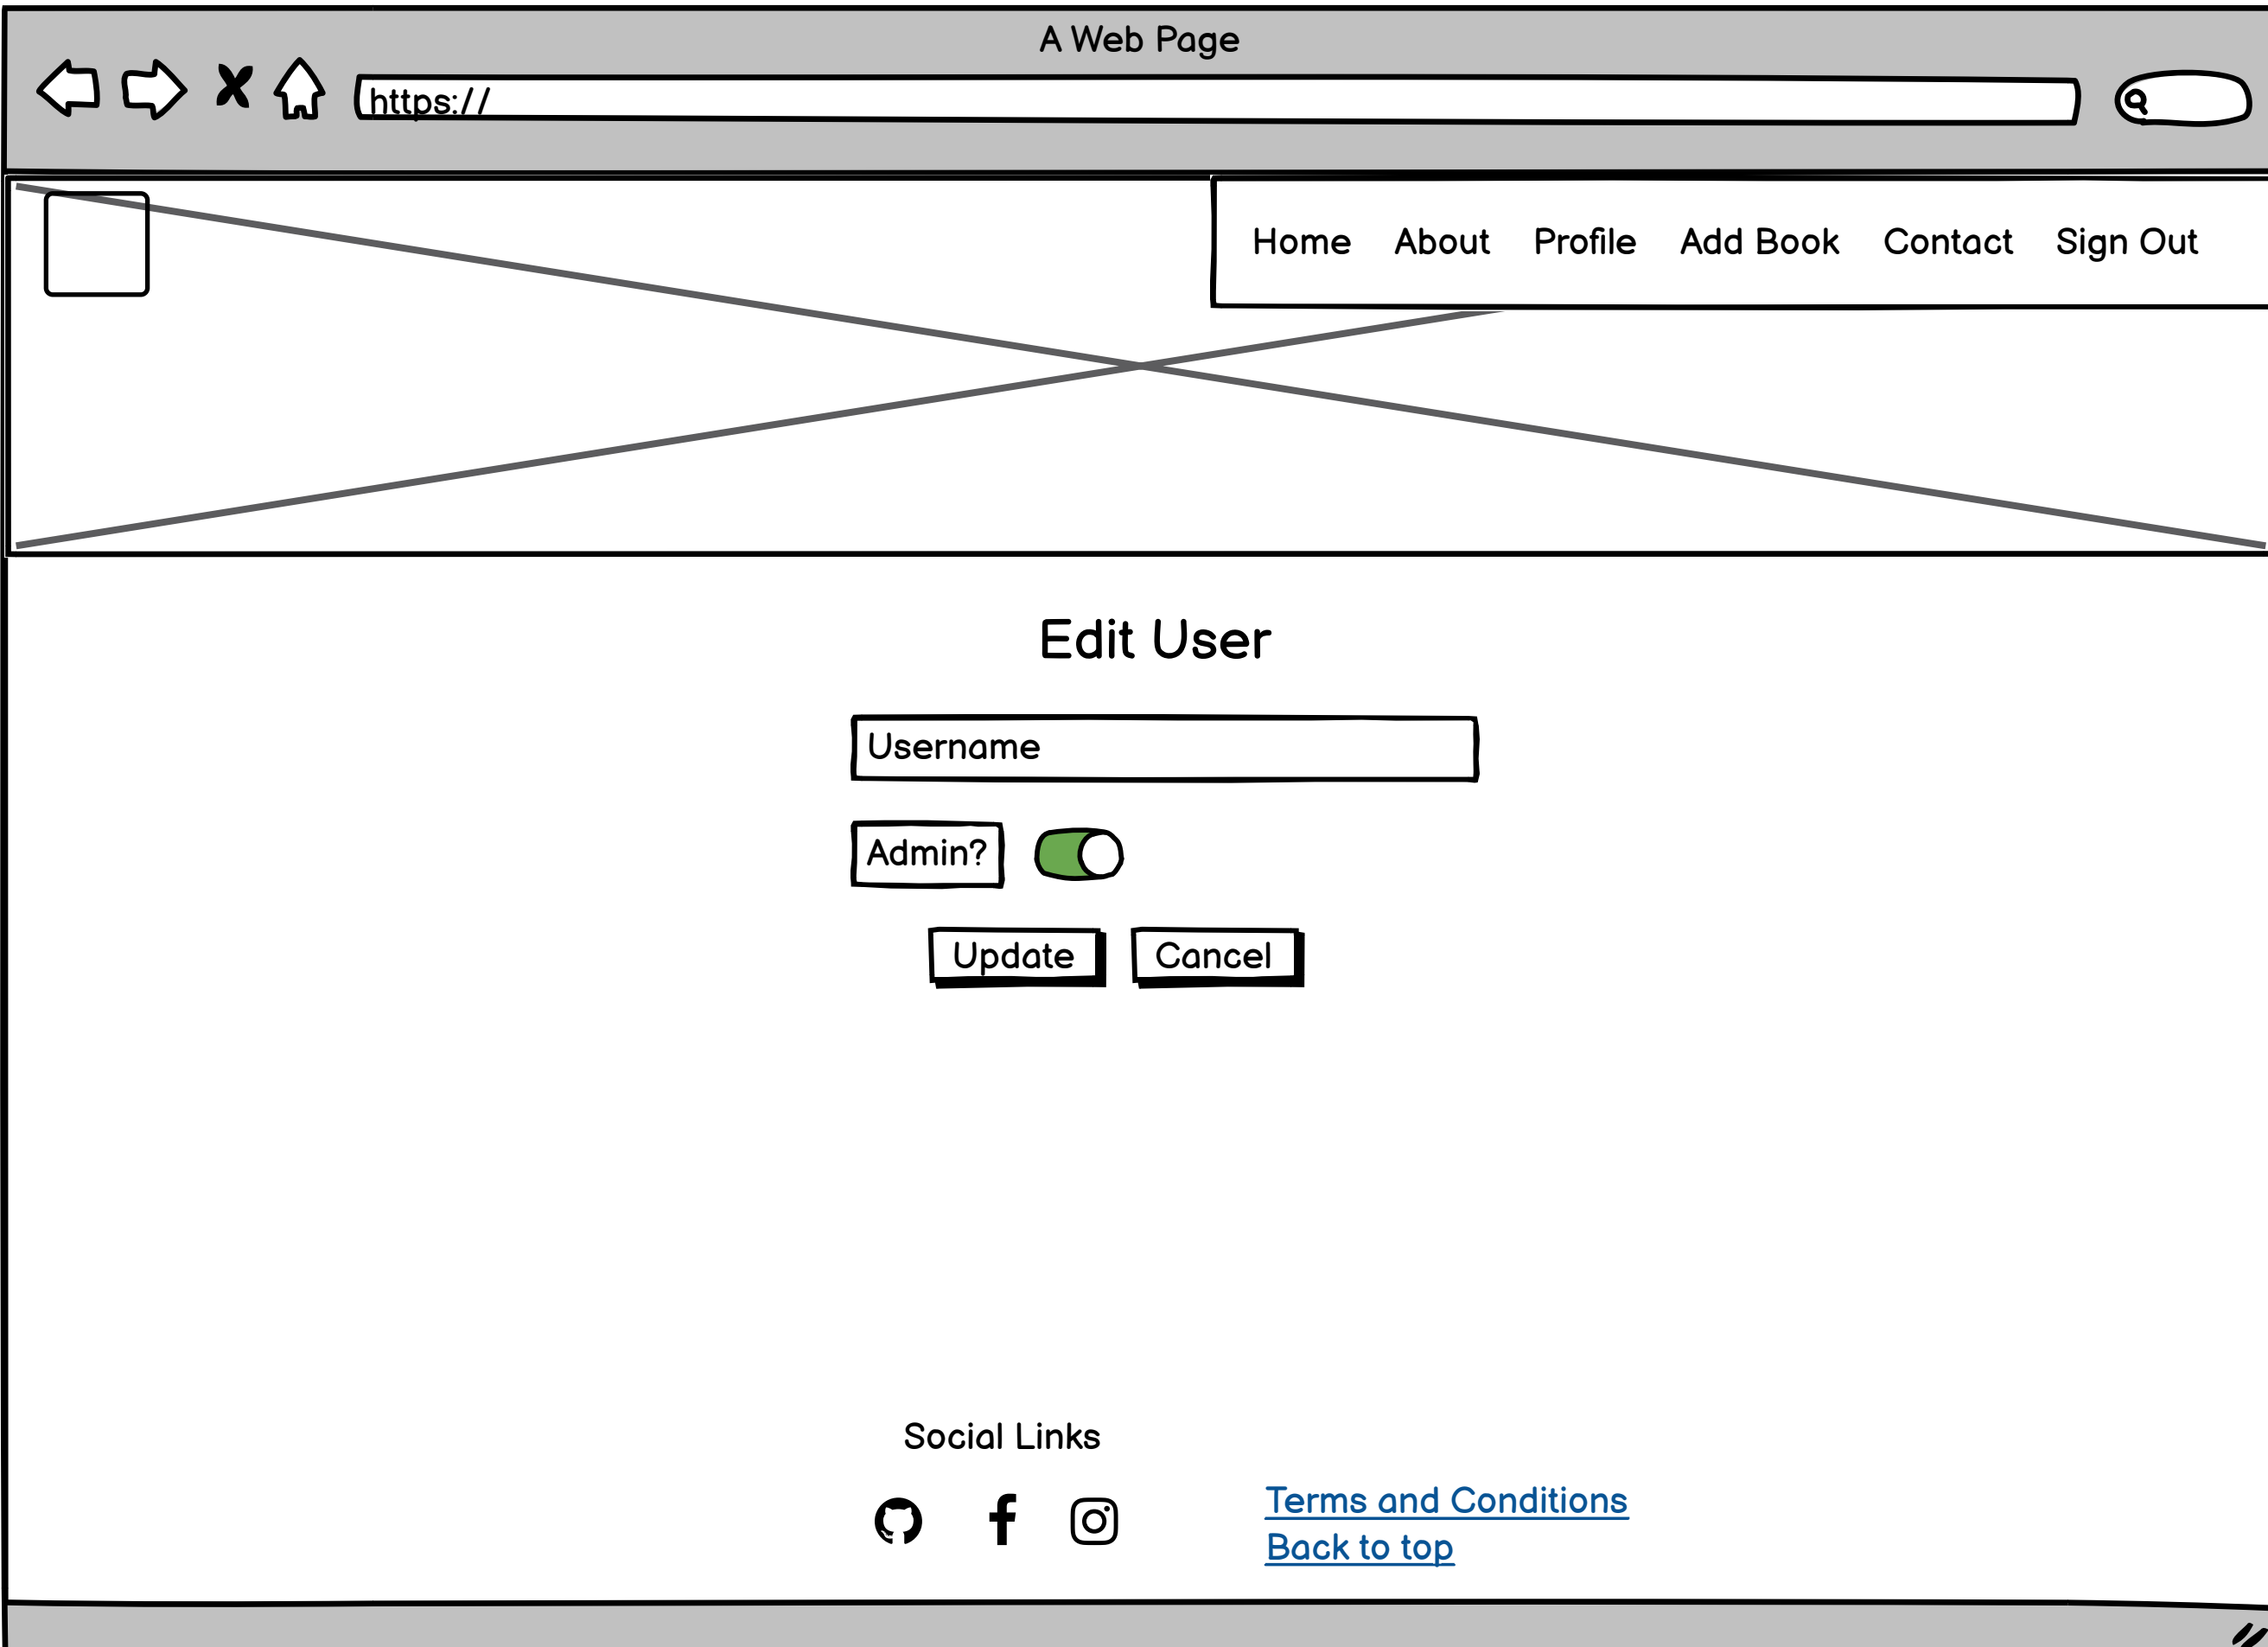 A Web Page
https://
Home About Profile Add Book Contact Sign Out
Edit User
Username
Admin?
Update Cancel
Social Links
Terms and Conditions
Back to top